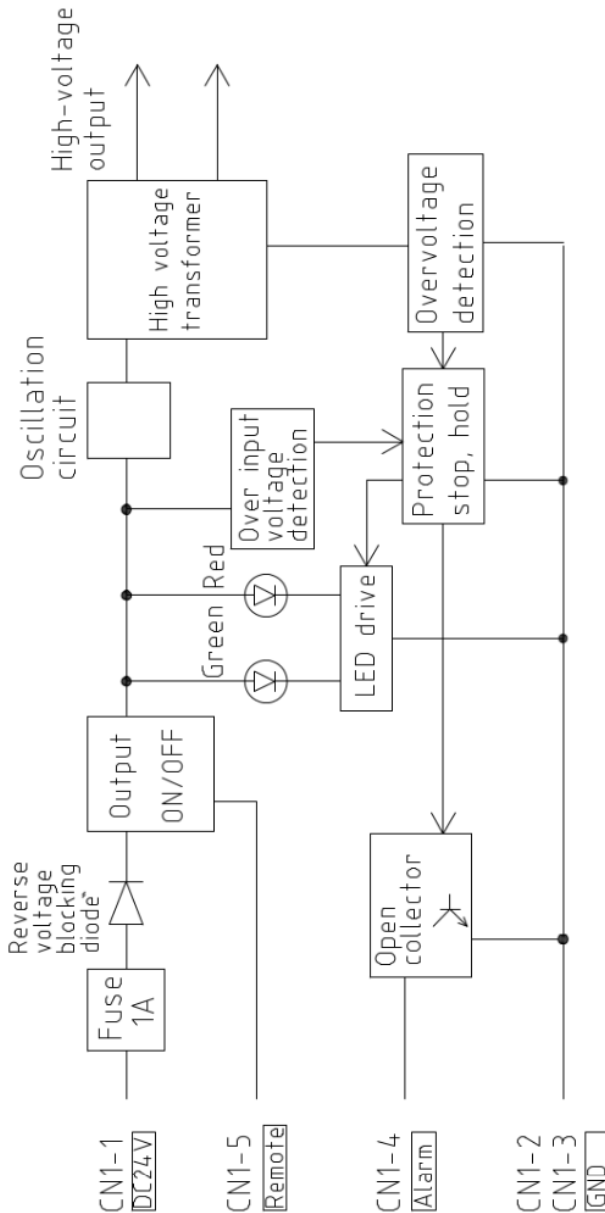 High-voltage
output
High voltage
transformer
Oscillation
circuit
Over input
voltage
detection
Overvoltage
detection
Protection
stop, hold
Green
Red
LED drive
Output
ON/OFF
Reverse
voltage
blocking
diode"
Fuse
1A
Open
collector
CN1-1
DC24V
CN1-5
Remote
CN1-4
Alarm
CN1-2
CN1-3
GND